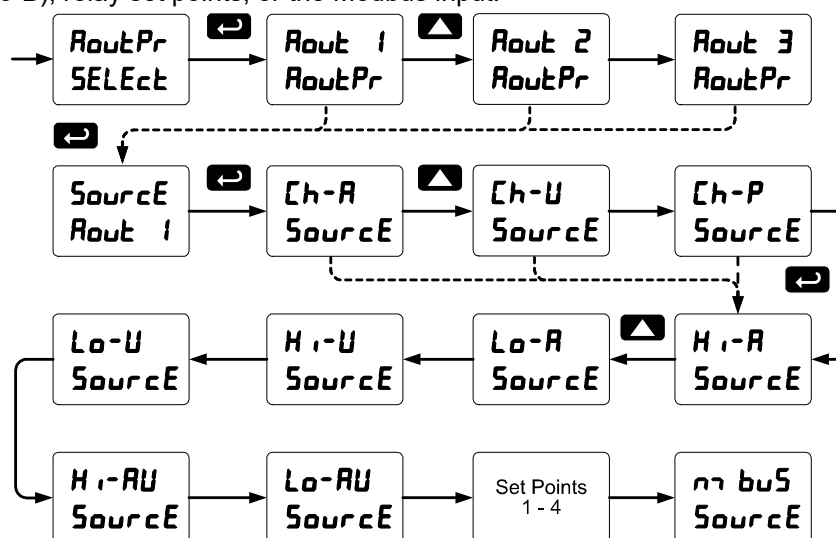 o-B), relay set points, or the Modbus input.
AoutPr
SELEct
Aout 1
AoutPr
Aout 2
AoutPr
Aout 3
AoutPr
SourcE
Aout 1
Ch-A
SourcE
Ch-U
SourcE
Ch-P
SourcE
Lo-U
SourcE
Hi-U
SourcE
Lo-A
SourcE
Hi-A
SourcE
Hi-AU
SourcE
Lo-AU
SourcE
Set Points
1 - 4
m buS
SourcE